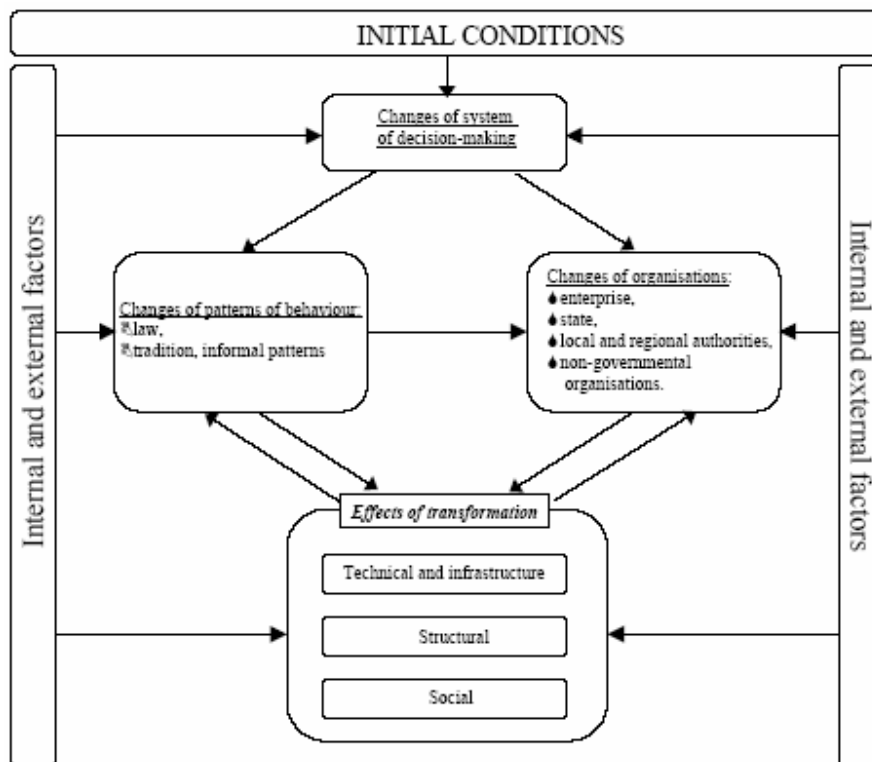 INITIAL CONDITIONS
Internal and external factors
Changes of system
of decision-making
Changes of patterns of behaviour:
law,
tradition, informal patterns
Changes of organisations:
enterprise,
state,
local and regional authorities,
non-governmental
organisations.
Effects of transformation
Technical and infrastructure
Structural
Social
Internal and external factors